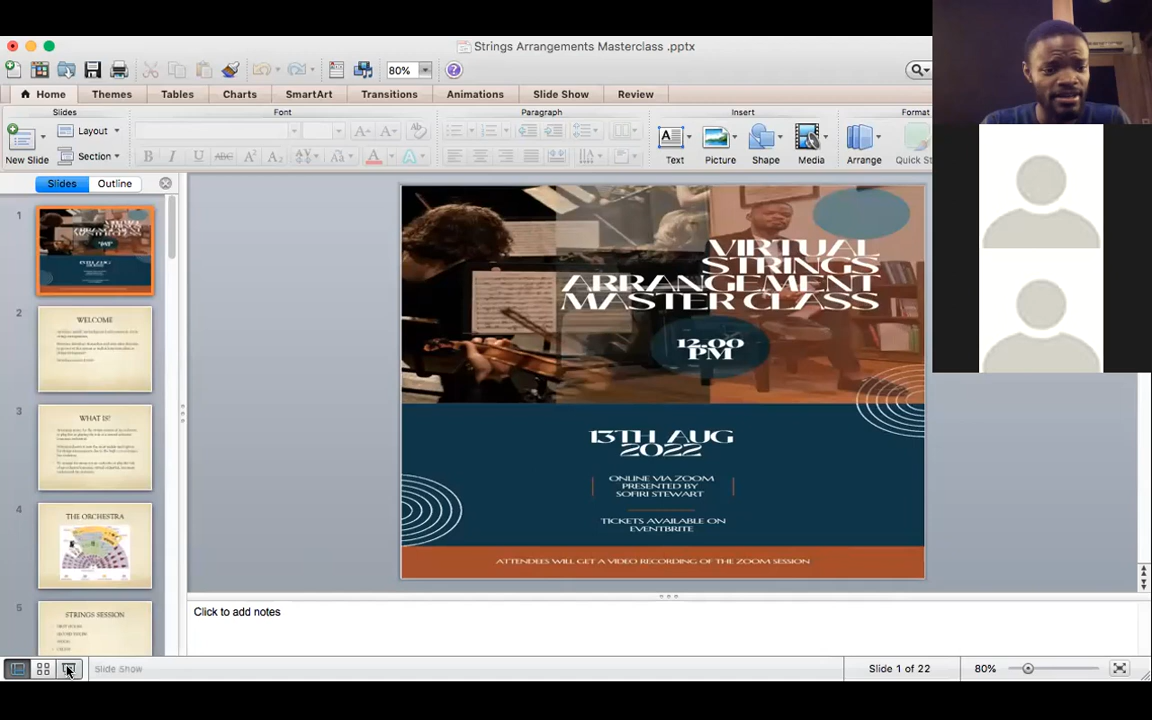 Strings Arrangements Masterclass .pptx
80%
Home
Themes
Tables
Charts
SmartArt
Transitions
Animations
Slide Show
Review
Slides
Font
Paragraph
Insert
Format
New Slide
Layout
Section
Text
Picture
Shape
Media
Arrange
Quick St
Slides
Outline
1
2
WELCOME
3
WHAT IS?
4
THE ORCHESTRA
5
STRINGS SESSION
VIRTUAL
STRINGS
ARRANGEMENT
MASTER CLASS
12.00
PM
13TH AUG
2022
ONLINE VIA ZOOM
PRESENTED BY
SOFIRI STEWART
TICKETS AVAILABLE ON
EVENTBRITE
ATTENDEES WILL GET A VIDEO RECORDING OF THE ZOOM SESSION
Click to add notes
Slide Show
Slide 1 of 22
80%